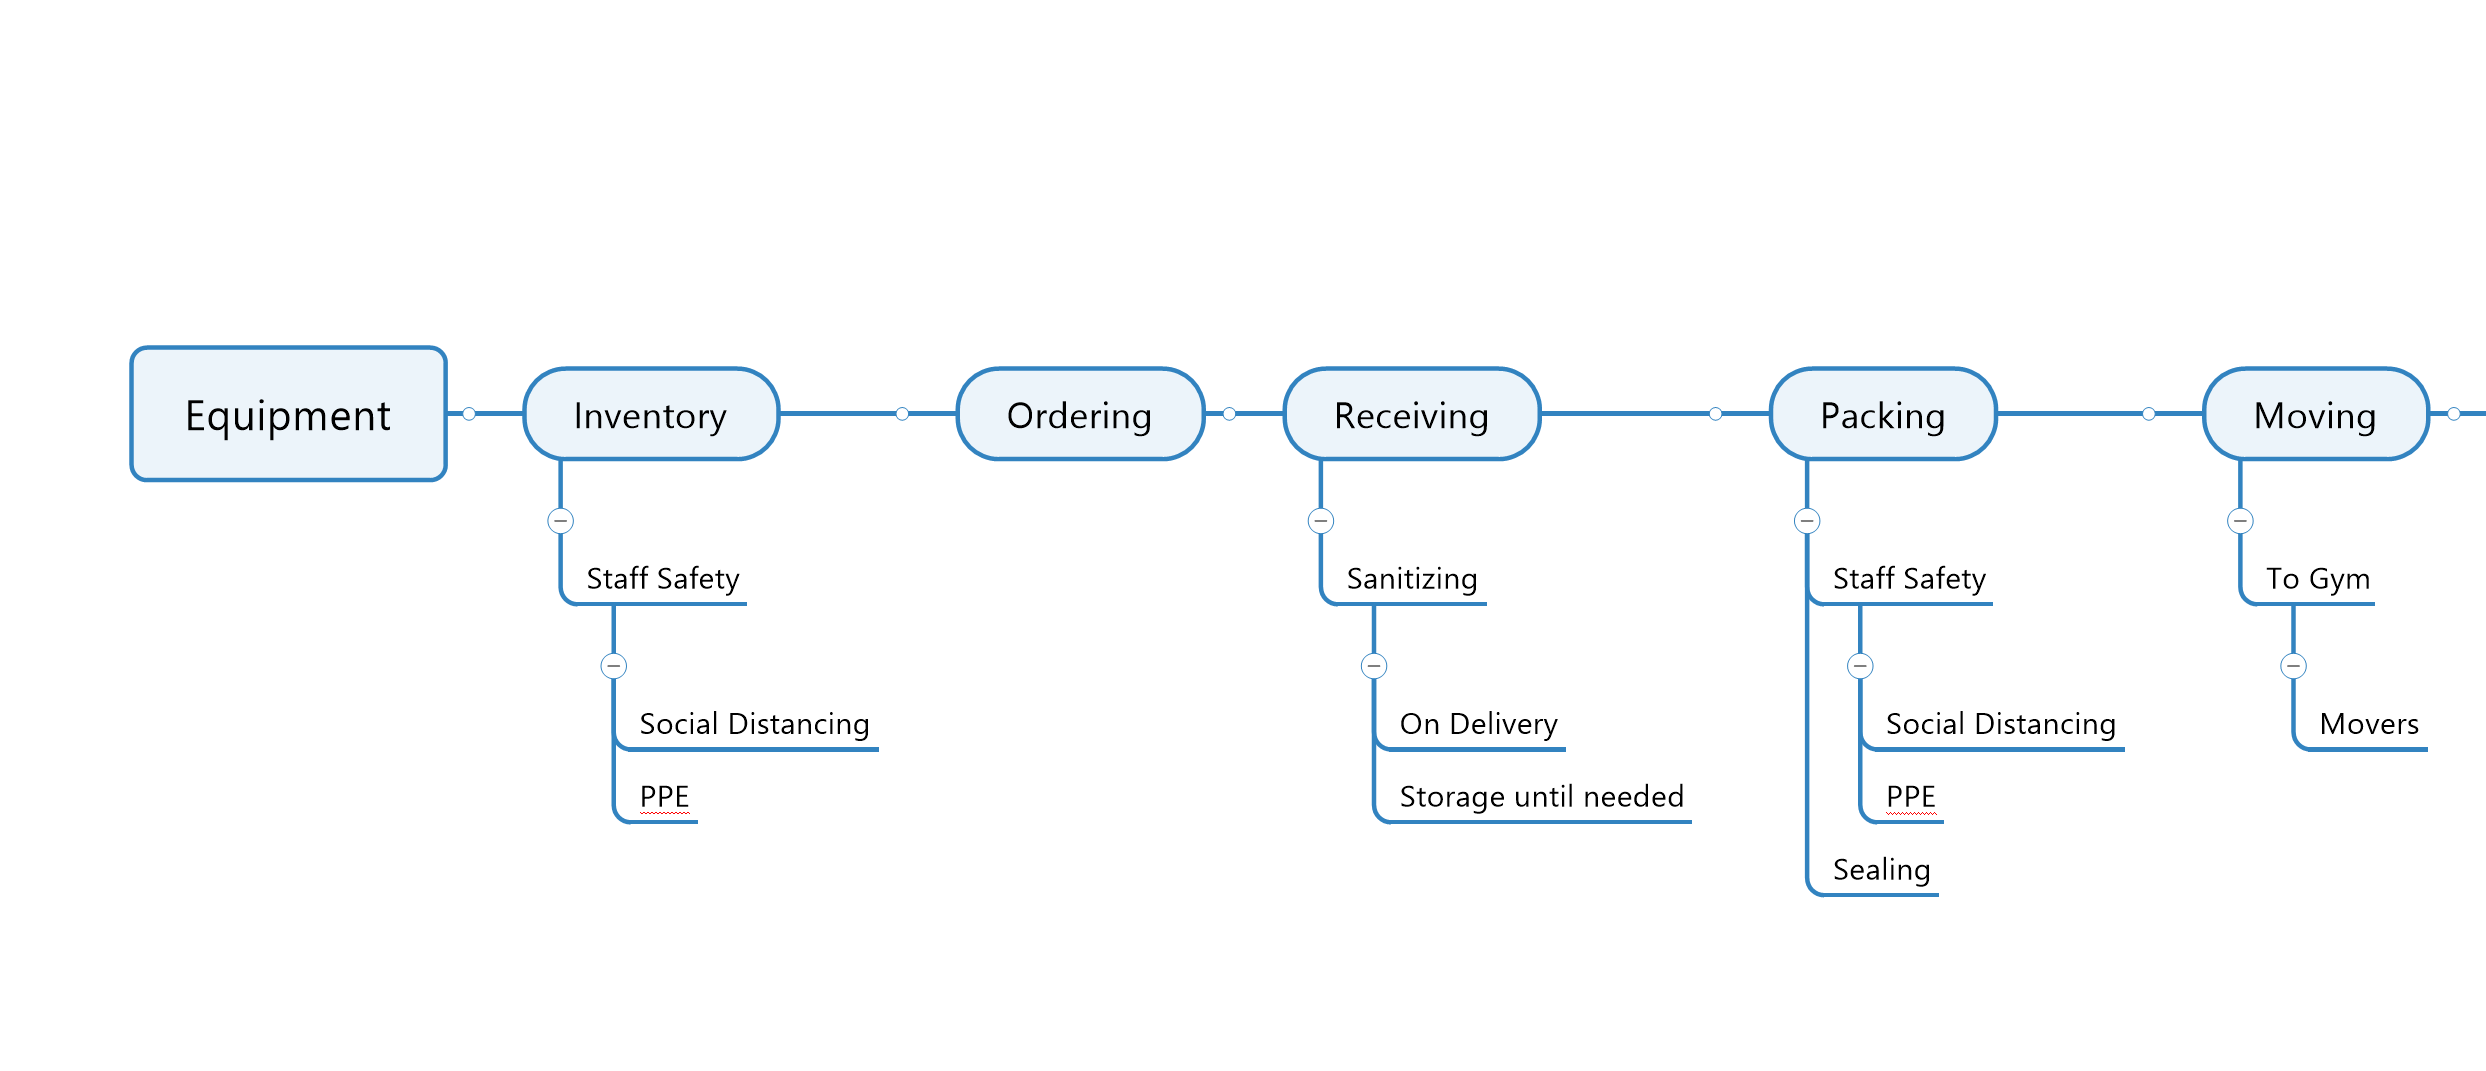 Equipment
Inventory
Staff Safety
Social Distancing
PPE
Ordering
Receiving
Sanitizing
On Delivery
Storage until needed
Packing
Staff Safety
Social Distancing
PPE
Sealing
Moving
To Gym
Movers